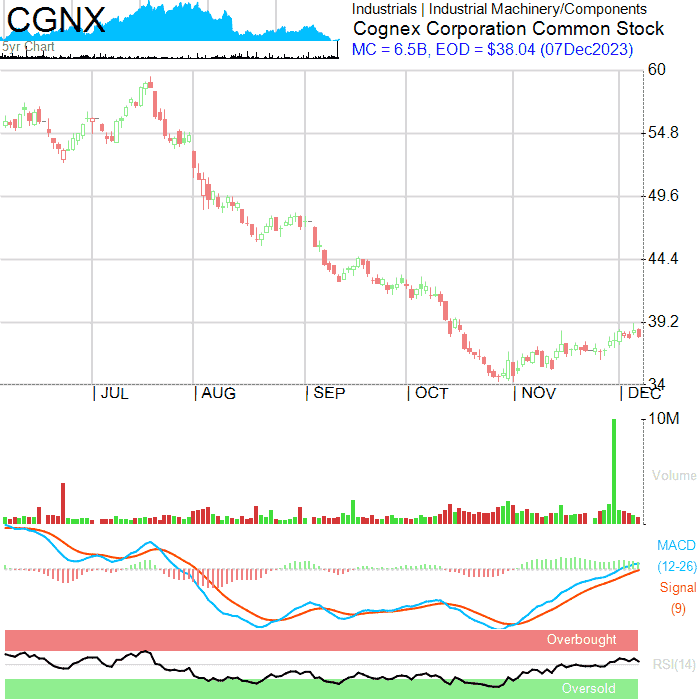 CGNX
5yr Chart
Industrials | Industrial Machinery/Components
Cognex Corporation Common Stock
MC = 6.5B, EOD = $38.04 (07Dec2023)
60
54.8
49.6
44.4
39.2
34
JUL
AUG
SEP
OCT
NOV
DEC
10M
Volume
MACD
(12-26)
Signal
(9)
Overbought
RSI(14)
Oversold